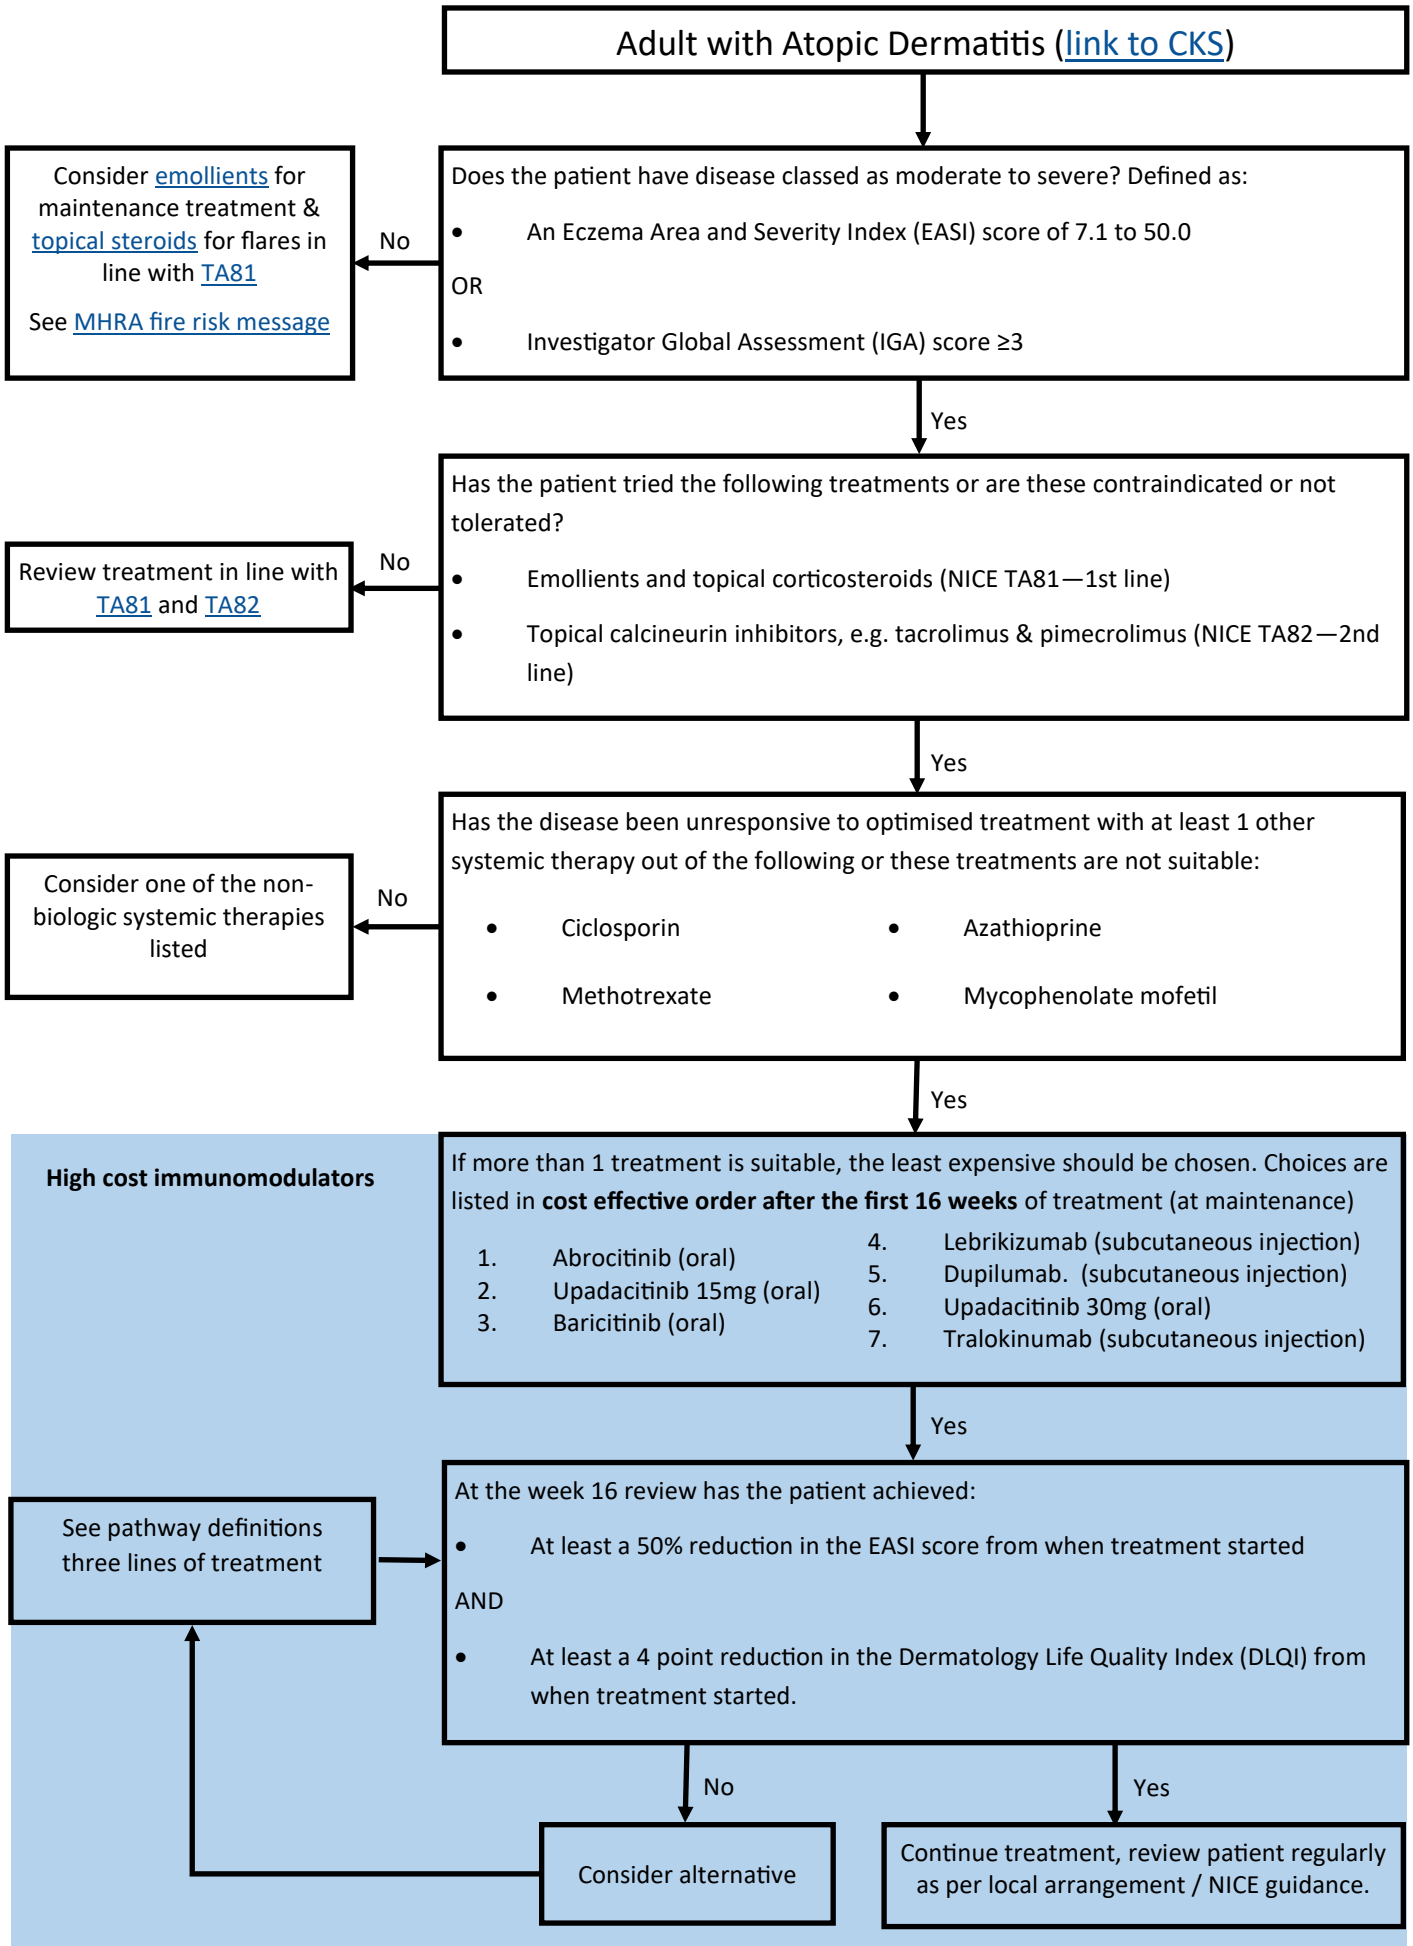 Adult with Atopic Dermatitis (link to CKS)
Consider emollients for
maintenance treatment &
topical steroids for flares in
line with TA81
See MHRA fire risk message
No
Does the patient have disease classed as moderate to severe? Defined as:
• An Eczema Area and Severity Index (EASI) score of 7.1 to 50.0
OR
• Investigator Global Assessment (IGA) score ≥3
Yes
Has the patient tried the following treatments or are these contraindicated or not
tolerated?
• Emollients and topical corticosteroids (NICE TA81—1st line)
• Topical calcineurin inhibitors, e.g. tacrolimus & pimecrolimus (NICE TA82—2nd
line)
No
Review treatment in line with
TA81 and TA82
Yes
Has the disease been unresponsive to optimised treatment with at least 1 other
systemic therapy out of the following or these treatments are not suitable:
• Ciclosporin
• Azathioprine
• Methotrexate
• Mycophenolate mofetil
No
Consider one of the non-
biologic systemic therapies
listed
Yes
High cost immunomodulators
If more than 1 treatment is suitable, the least expensive should be chosen. Choices are
listed in cost effective order after the first 16 weeks of treatment (at maintenance)
1. Abrocitinib (oral)
2. Upadacitinib 15mg (oral)
3. Baricitinib (oral)
4. Lebrikizumab (subcutaneous injection)
5. Dupilumab. (subcutaneous injection)
6. Upadacitinib 30mg (oral)
7. Tralokinumab (subcutaneous injection)
Yes
See pathway definitions
three lines of treatment
At the week 16 review has the patient achieved:
• At least a 50% reduction in the EASI score from when treatment started
AND
• At least a 4 point reduction in the Dermatology Life Quality Index (DLQI) from
when treatment started.
No
Yes
Consider alternative
Continue treatment, review patient regularly
as per local arrangement / NICE guidance.